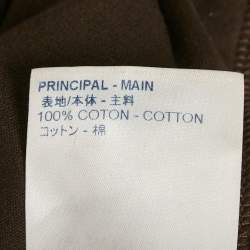 PRINCIPAL - MAIN
表地/本体 - 主料
100% COTON - COTTON
コットン - 棉